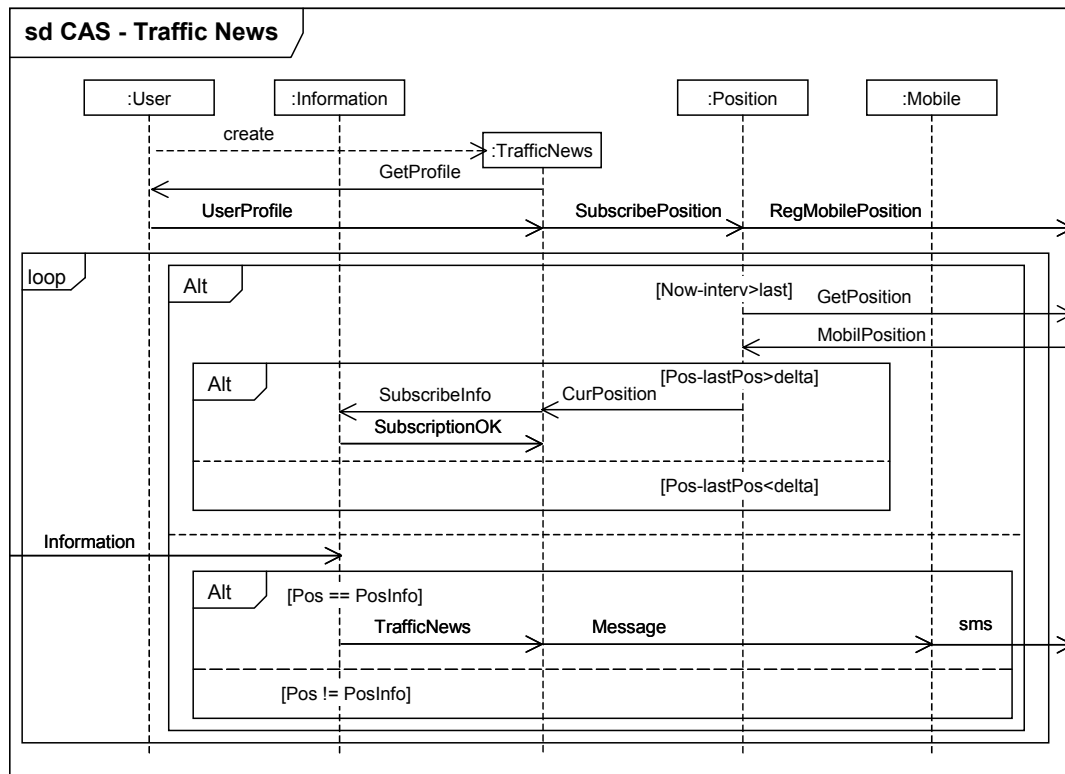 sd CAS - Traffic News
:User
:Information
:Position
:Mobile
create
:TrafficNews
GetProfile
UserProfile
SubscribePosition
RegMobilePosition
loop
Alt
[Now-interv>last]
GetPosition
MobilPosition
Alt
[Pos-lastPos>delta]
SubscribeInfo
CurPosition
SubscriptionOK
[Pos-lastPos<delta]
Information
Alt
[Pos == PosInfo]
TrafficNews
Message
sms
[Pos != PosInfo]